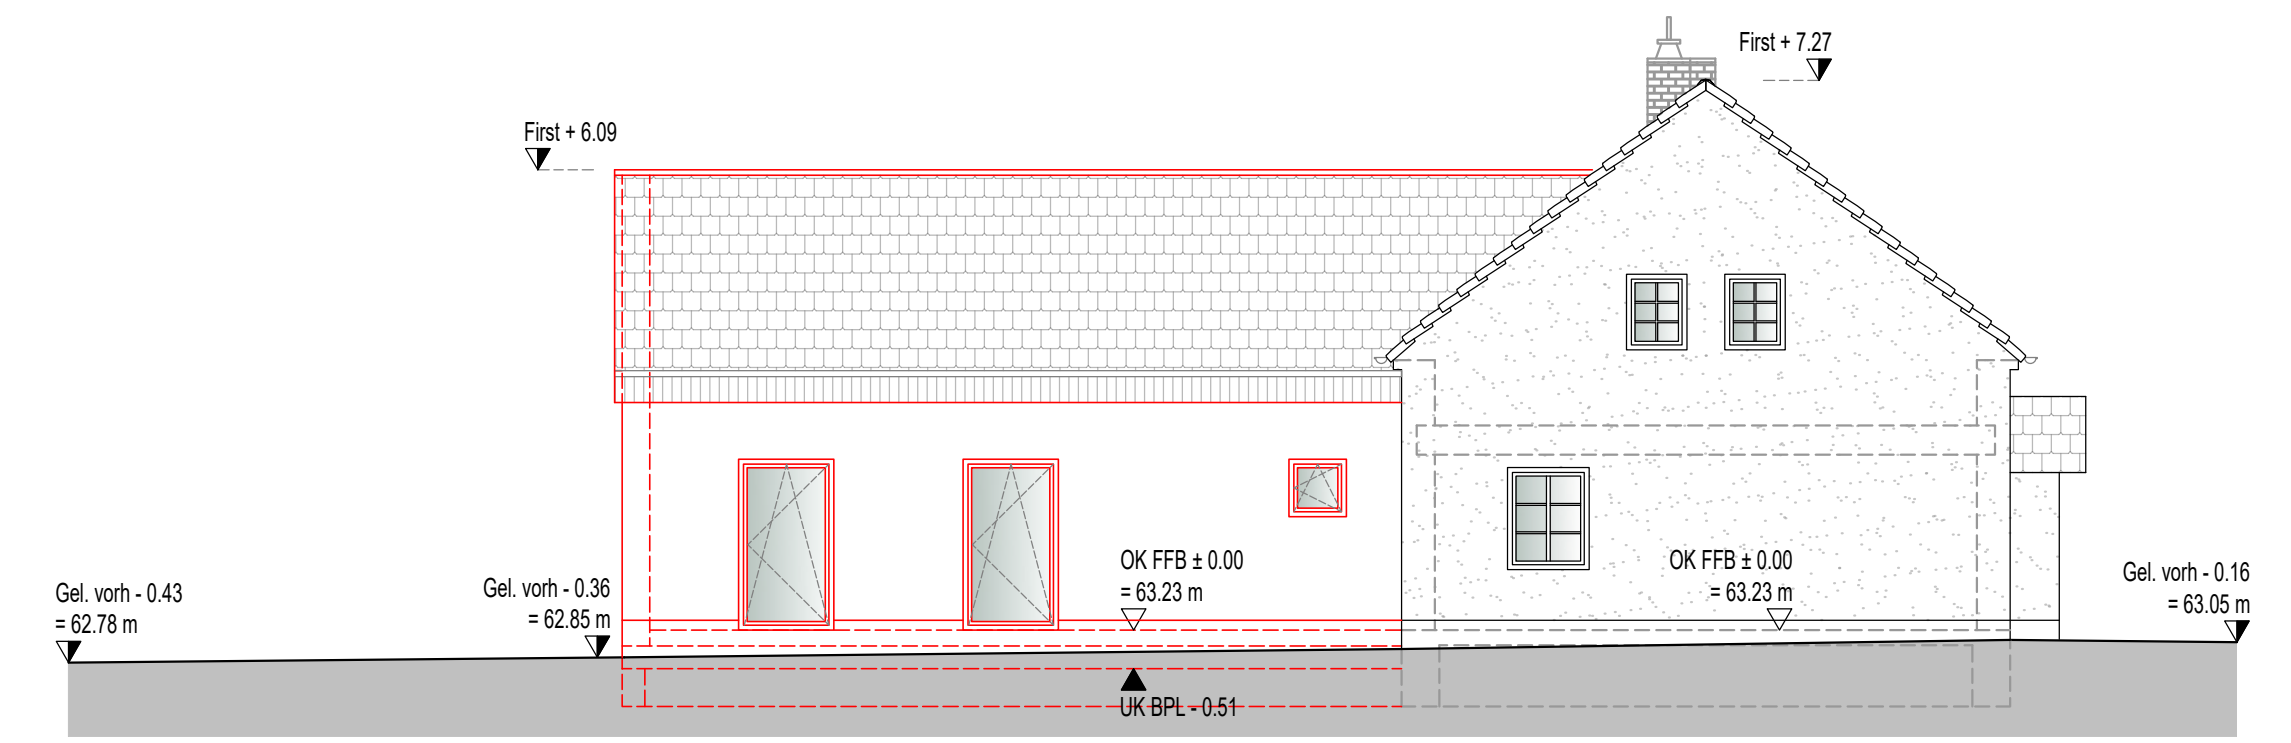 First + 7.27
First + 6.09
OK FFB ± 0.00
= 63.23 m
OK FFB ± 0.00
= 63.23 m
Gel. vorh - 0.43
= 62.78 m
Gel. vorh - 0.36
= 62.85 m
Gel. vorh - 0.16
= 63.05 m
UK BPL - 0.51